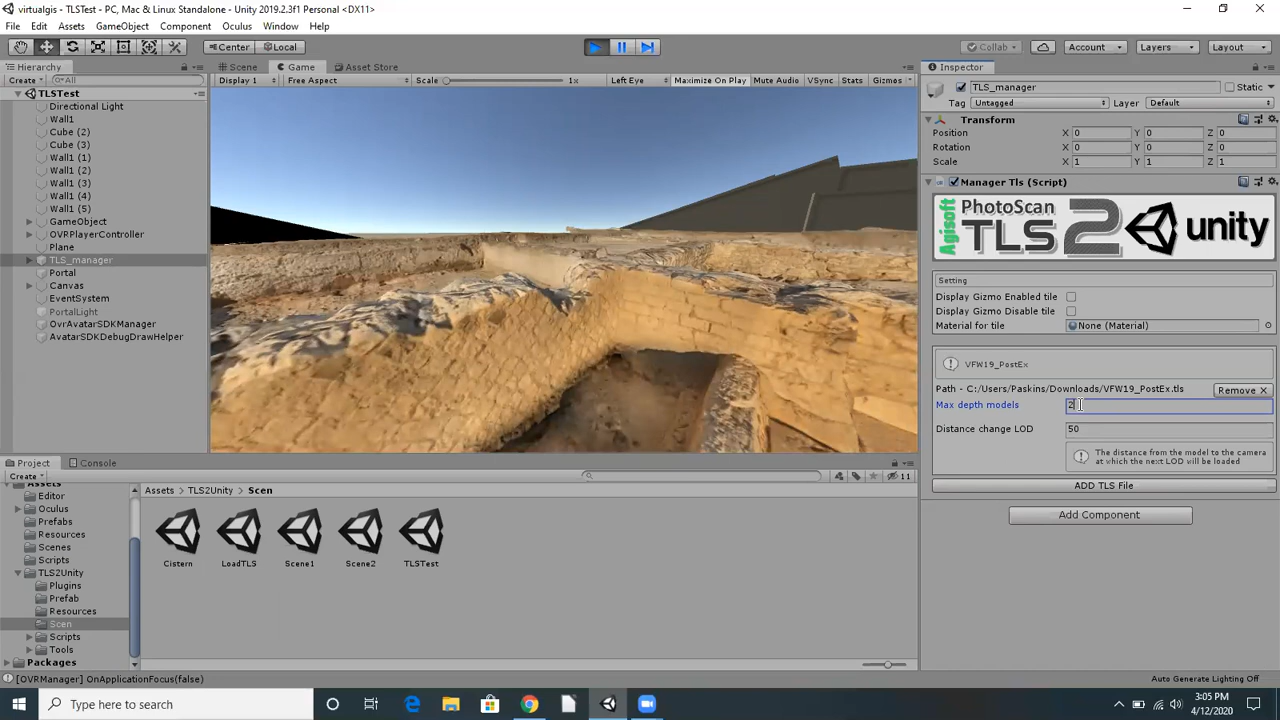 virtualgis - TLSTest - PC, Mac & Linux Standalone - Unity 2019.2.3f1 Personal <DX11>
File Edit Assets GameObject Component Oculus Window Help
Center Local Collab Account Layers Layout
Hierarchy Scene Game Asset Store Inspector
Create All Display 1 Free Aspect Scale 1x Left Eye Maximize On Play Mute Audio VSync Stats Gizmos
TLS_manager Static
TLSTest
Tag Untagged Layer Default
Directional Light
Wall1
Cube (2)
Cube (3)
Wall1 (1)
Wall1 (2)
Wall1 (3)
Wall1 (4)
Wall1 (5)
GameObject
OVRPlayerController
Plane
TLS_manager
Portal
Canvas
EventSystem
PortalLight
OvrAvatarSDKManager
AvatarSDKDebugDrawHelper
Transform
Position X 0 Y 0 Z 0
Rotation X 0 Y 0 Z 0
Scale X 1 Y 1 Z 1
Manager Tls (Script)
Agisoft PhotoScan TLS 2 unity
Setting
Display Gizmo Enabled tile
Display Gizmo Disable tile
Material for tile None (Material)
VFW19_PostEx
Path - C:/Users/Paskins/Downloads/VFW19_PostEx.tls Remove X
Max depth models 2
Distance change LOD 50
The distance from the model to the camera
at which the next LOD will be loaded
ADD TLS File
Add Component
Project Console
Create 11
Assets
Editor
Oculus
Prefabs
Resources
Scenes
Scripts
TLS2Unity
Plugins
Prefab
Resources
Scen
Scripts
Tools
Packages
Assets TLS2Unity Scen
Cistern LoadTLS Scene1 Scene2 TLSTest
[OVRManager] OnApplicationFocus(false) Auto Generate Lighting Off
Type here to search
3:05 PM
4/12/2020